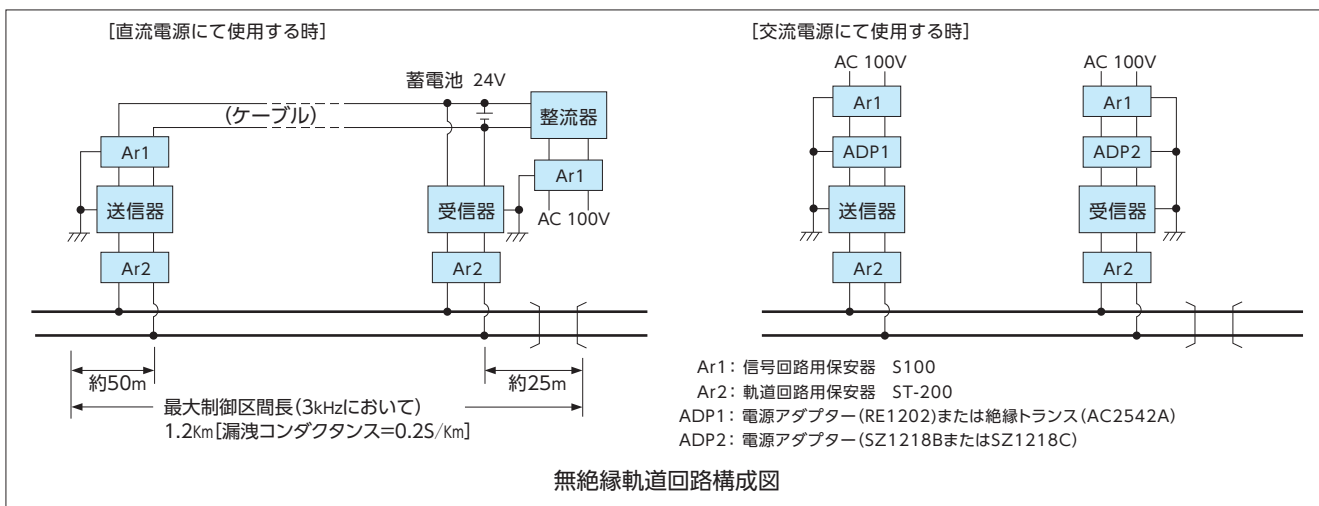 [直流電源にて使用する時]
蓄電池 24V
(ケーブル)
整流器
Ar1
Ar1
送信器
受信器
AC 100V
Ar2
Ar2
約50m
約25m
最大制御区間長(3kHzにおいて)
1.2Km[漏洩コンダクタンス=0.2S/Km]
[交流電源にて使用する時]
AC 100V
AC 100V
Ar1
Ar1
ADP1
ADP2
送信器
受信器
Ar2
Ar2
Ar1：信号回路用保安器 S100
Ar2：軌道回路用保安器 ST-200
ADP1：電源アダプター(RE1202)または絶縁トランス(AC2542A)
ADP2：電源アダプター(SZ1218BまたはSZ1218C)
無絶縁軌道回路構成図